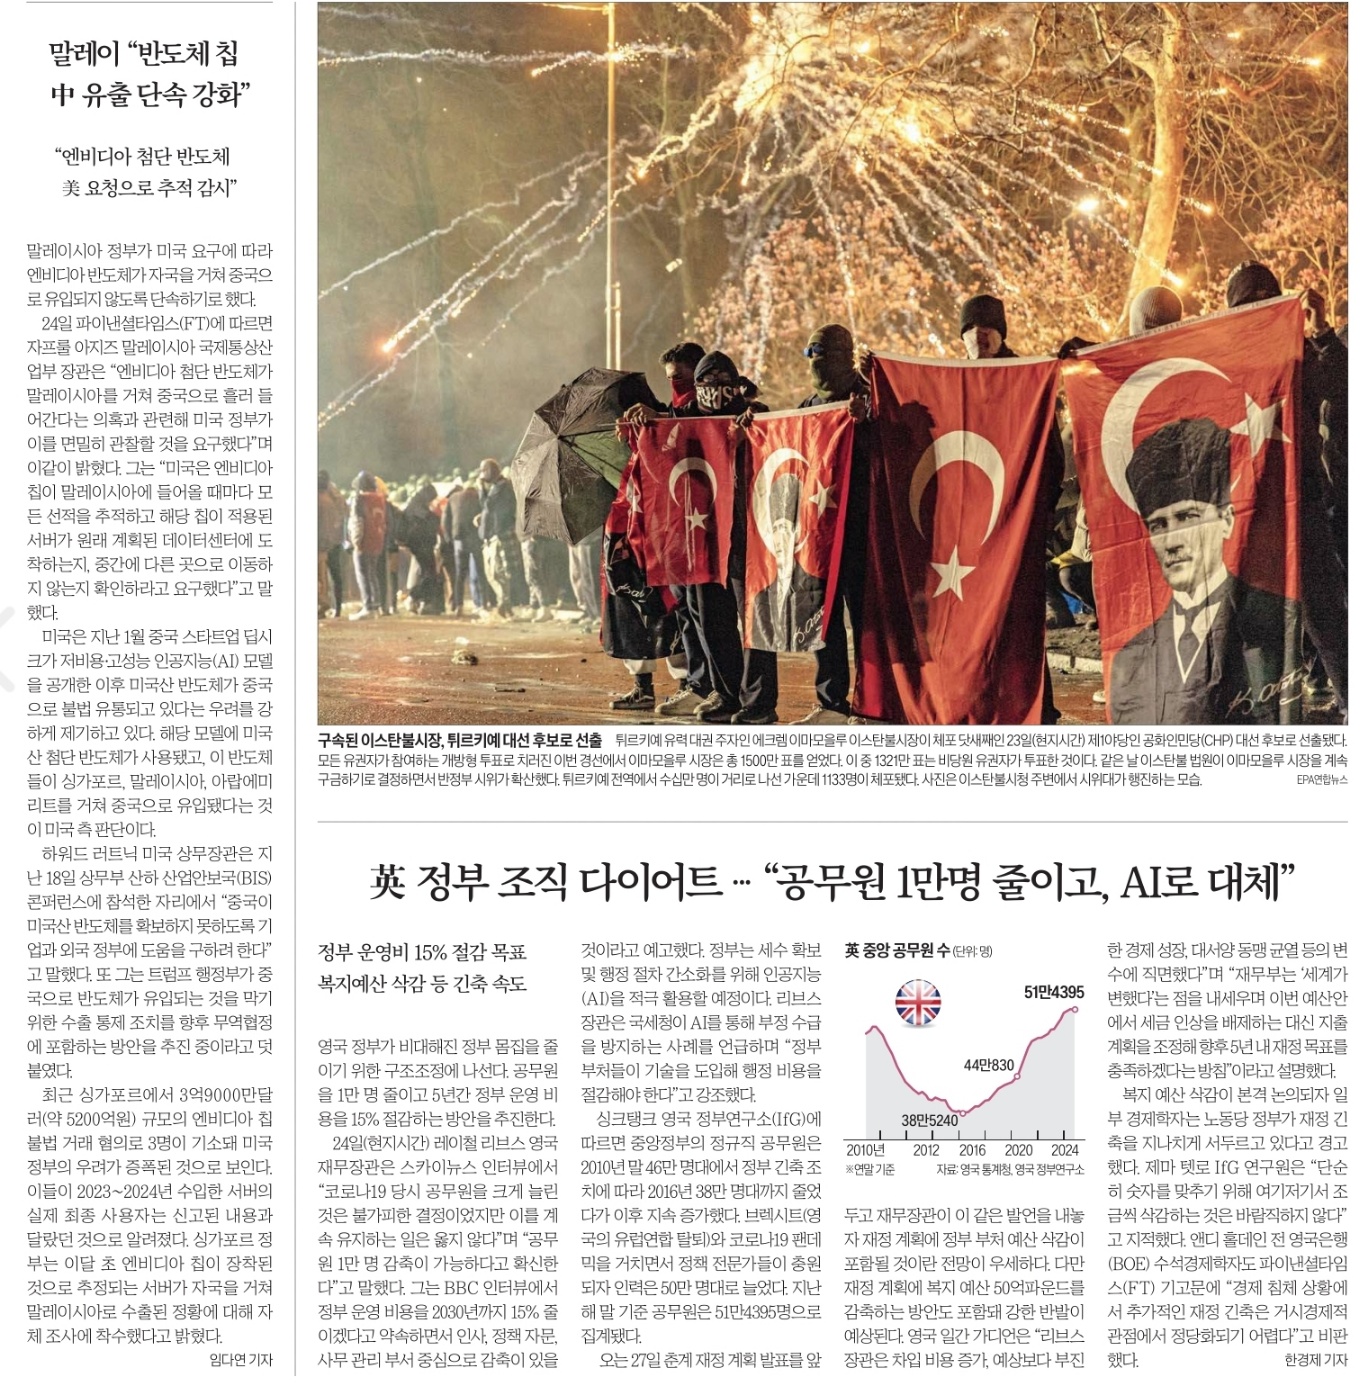 말레이 “반도체 칩
中 유출 단속 강화”
“엔비디아 첨단 반도체
美 요청으로 추적 감시”
말레이시아 정부가 미국 요구에 따라
엔비디아 반도체가 자국을 거쳐 중국으
로 유입되지 않도록 단속하기로 했다.
24일 파이낸셜타임스(FT)에 따르면
자프룰 아지즈 말레이시아 국제통상산
업부 장관은 “엔비디아 첨단 반도체가
말레이시아를 거쳐 중국으로 흘러 들
어간다는 의혹과 관련해 미국 정부가
이를 면밀히 관찰할 것을 요구했다”며
이같이 밝혔다. 그는 “미국은 엔비디아
칩이 말레이시아에 들어올 때마다 모
든 선적을 추적하고 해당 칩이 적용된
서버가 원래 계획된 데이터센터에 도
착하는지, 중간에 다른 곳으로 이동하
지 않는지 확인하라고 요구했다”고 말
했다.
미국은 지난 1월 중국 스타트업 딥시
크가 저비용·고성능 인공지능(AI) 모델
을 공개한 이후 미국산 반도체가 중국
으로 불법 유통되고 있다는 우려를 강
하게 제기하고 있다. 해당 모델에 미국
산 첨단 반도체가 사용됐고, 이 반도체
들이 싱가포르, 말레이시아, 아랍에미
리트를 거쳐 중국으로 유입됐다는 것
이 미국 측 판단이다.
하워드 러트닉 미국 상무장관은 지
난 18일 상무부 산하 산업안보국(BIS)
콘퍼런스에 참석한 자리에서 “중국이
미국산 반도체를 확보하지 못하도록 기
업과 외국 정부에 도움을 구하려 한다”
고 말했다. 또 그는 트럼프 행정부가 중
국으로 반도체가 유입되는 것을 막기
위한 수출 통제 조치를 향후 무역협정
에 포함하는 방안을 추진 중이라고 덧
붙였다.
최근 싱가포르에서 3억9000만달
러(약 5200억원) 규모의 엔비디아 칩
불법 거래 혐의로 3명이 기소돼 미국
정부의 우려가 증폭된 것으로 보인다.
이들이 2023~2024년 수입한 서버의
실제 최종 사용자는 신고된 내용과
달랐던 것으로 알려졌다. 싱가포르 정
부는 이달 초 엔비디아 칩이 장착된
것으로 추정되는 서버가 자국을 거쳐
말레이시아로 수출된 정황에 대해 자
체 조사에 착수했다고 밝혔다.
임다연 기자
구속된 이스탄불시장, 튀르키예 대선 후보로 선출 튀르키예 유력 대권 주자인 에크렘 이마모을루 이스탄불시장이 체포 닷새째인 23일(현지시간) 제1야당인 공화인민당(CHP) 대선 후보로 선출됐다.
모든 유권자가 참여하는 개방형 투표로 치러진 이번 경선에서 이마모을루 시장은 총 1500만 표를 얻었다. 이 중 1321만 표는 비당원 유권자가 투표한 것이다. 같은 날 이스탄불 법원이 이마모을루 시장을 계속
구금하기로 결정하면서 반정부 시위가 확산했다. 튀르키예 전역에서 수십만 명이 거리로 나선 가운데 1133명이 체포됐다. 사진은 이스탄불시청 주변에서 시위대가 행진하는 모습.
EPA연합뉴스
英 정부 조직 다이어트 … “공무원 1만명 줄이고, AI로 대체”
정부 운영비 15% 절감 목표
복지예산 삭감 등 긴축 속도
영국 정부가 비대해진 정부 몸집을 줄
이기 위한 구조조정에 나선다. 공무원
을 1만 명 줄이고 5년간 정부 운영 비
용을 15% 절감하는 방안을 추진한다.
24일(현지시간) 레이철 리브스 영국
재무장관은 스카이뉴스 인터뷰에서
“코로나19 당시 공무원을 크게 늘린
것은 불가피한 결정이었지만 이를 계
속 유지하는 일은 옳지 않다”며 “공무
원 1만 명 감축이 가능하다고 확신한
다”고 말했다. 그는 BBC 인터뷰에서
정부 운영 비용을 2030년까지 15% 줄
이겠다고 약속하면서 인사, 정책 자문,
사무 관리 부서 중심으로 감축이 있을
것이라고 예고했다. 정부는 세수 확보
및 행정 절차 간소화를 위해 인공지능
(AI)을 적극 활용할 예정이다. 리브스
장관은 국세청이 AI를 통해 부정 수급
을 방지하는 사례를 언급하며 “정부
부처들이 기술을 도입해 행정 비용을
절감해야 한다”고 강조했다.
싱크탱크 영국 정부연구소(IfG)에
따르면 중앙정부의 정규직 공무원은
2010년 말 46만 명대에서 정부 긴축 조
치에 따라 2016년 38만 명대까지 줄었
다가 이후 지속 증가했다. 브렉시트(영
국의 유럽연합 탈퇴)와 코로나19 팬데
믹을 거치면서 정책 전문가들이 충원
되자 인력은 50만 명대로 늘었다. 지난
해 말 기준 공무원은 51만4395명으로
집계됐다.
오는 27일 춘계 재정 계획 발표를 앞
英 중앙 공무원 수 (단위: 명)
51만4395
44만830
38만5240
2010년 2012 2016 2020 2024
※연말 기준 자료: 영국 통계청, 영국 정부연구소
두고 재무장관이 이 같은 발언을 내놓
자 재정 계획에 정부 부처 예산 삭감이
포함될 것이란 전망이 우세하다. 다만
재정 계획에 복지 예산 50억파운드를
감축하는 방안도 포함돼 강한 반발이
예상된다. 영국 일간 가디언은 “리브스
장관은 차입 비용 증가, 예상보다 부진
한 경제 성장, 대서양 동맹 균열 등의 변
수에 직면했다”며 “재무부는 ‘세계가
변했다’는 점을 내세우며 이번 예산안
에서 세금 인상을 배제하는 대신 지출
계획을 조정해 향후 5년 내 재정 목표를
충족하겠다는 방침”이라고 설명했다.
복지 예산 삭감이 본격 논의되자 일
부 경제학자는 노동당 정부가 재정 긴
축을 지나치게 서두르고 있다고 경고
했다. 제마 텟로 IfG 연구원은 “단순
히 숫자를 맞추기 위해 여기저기서 조
금씩 삭감하는 것은 바람직하지 않다”
고 지적했다. 앤디 홀데인 전 영국은행
(BOE) 수석경제학자도 파이낸셜타임
스(FT) 기고문에 “경제 침체 상황에
서 추가적인 재정 긴축은 거시경제적
관점에서 정당화되기 어렵다”고 비판
했다.
한경제 기자